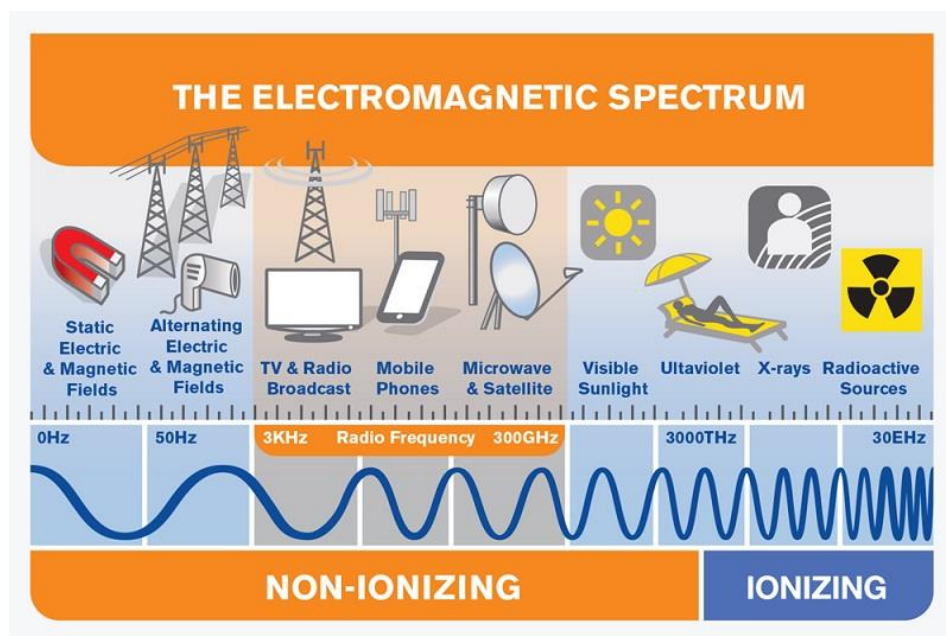 THE ELECTROMAGNETIC SPECTRUM
Static
Electric
& Magnetic
Fields
Alternating
Electric
& Magnetic
Fields
TV & Radio
Broadcast
Mobile
Phones
Microwave
& Satellite
Visible
Sunlight
Ultaviolet
X-rays
Radioactive
Sources
0Hz
50Hz
3KHz
Radio Frequency
300GHz
3000THz
30EHz
NON-IONIZING
IONIZING